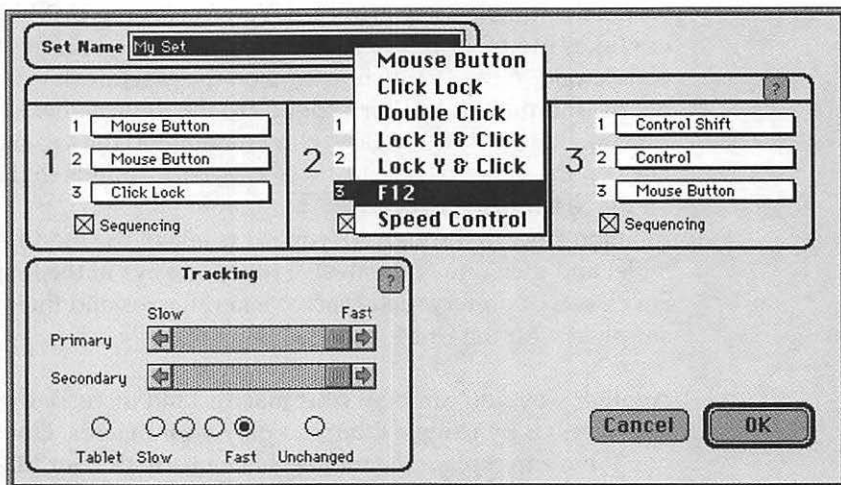 Set Name My Set
Mouse Button
Click Lock
Double Click
Lock X & Click
Lock Y & Click
F12
Speed Control
?
1
1 Mouse Button
2 Mouse Button
3 Click Lock
Sequencing
2
1
2
3
3
1 Control Shift
2 Control
3 Mouse Button
Sequencing
Tracking
?
Slow Fast
Primary
Secondary
Tablet Slow Fast Unchanged
Cancel OK